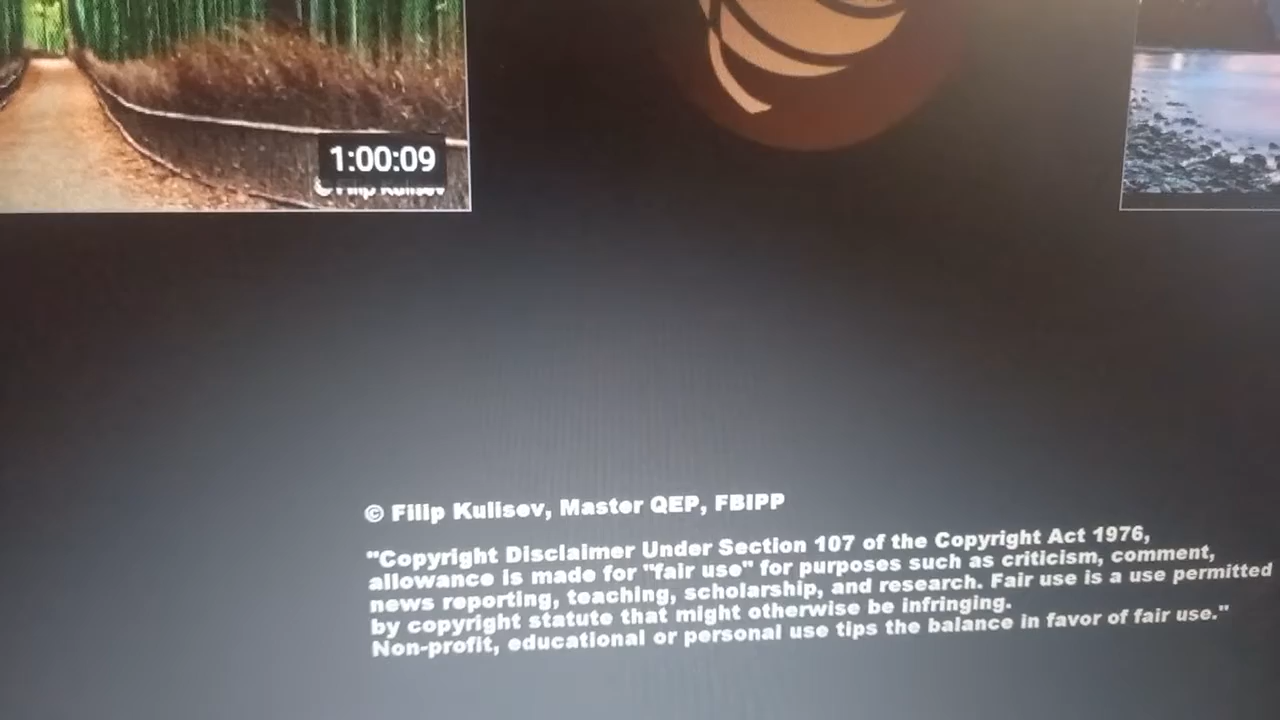 1:00:09
© Filip Kulisev
© Filip Kulisev, Master QEP, FBIPP
"Copyright Disclaimer Under Section 107 of the Copyright Act 1976,
allowance is made for "fair use" for purposes such as criticism, comment,
news reporting, teaching, scholarship, and research. Fair use is a use permitted
by copyright statute that might otherwise be infringing.
Non-profit, educational or personal use tips the balance in favor of fair use."